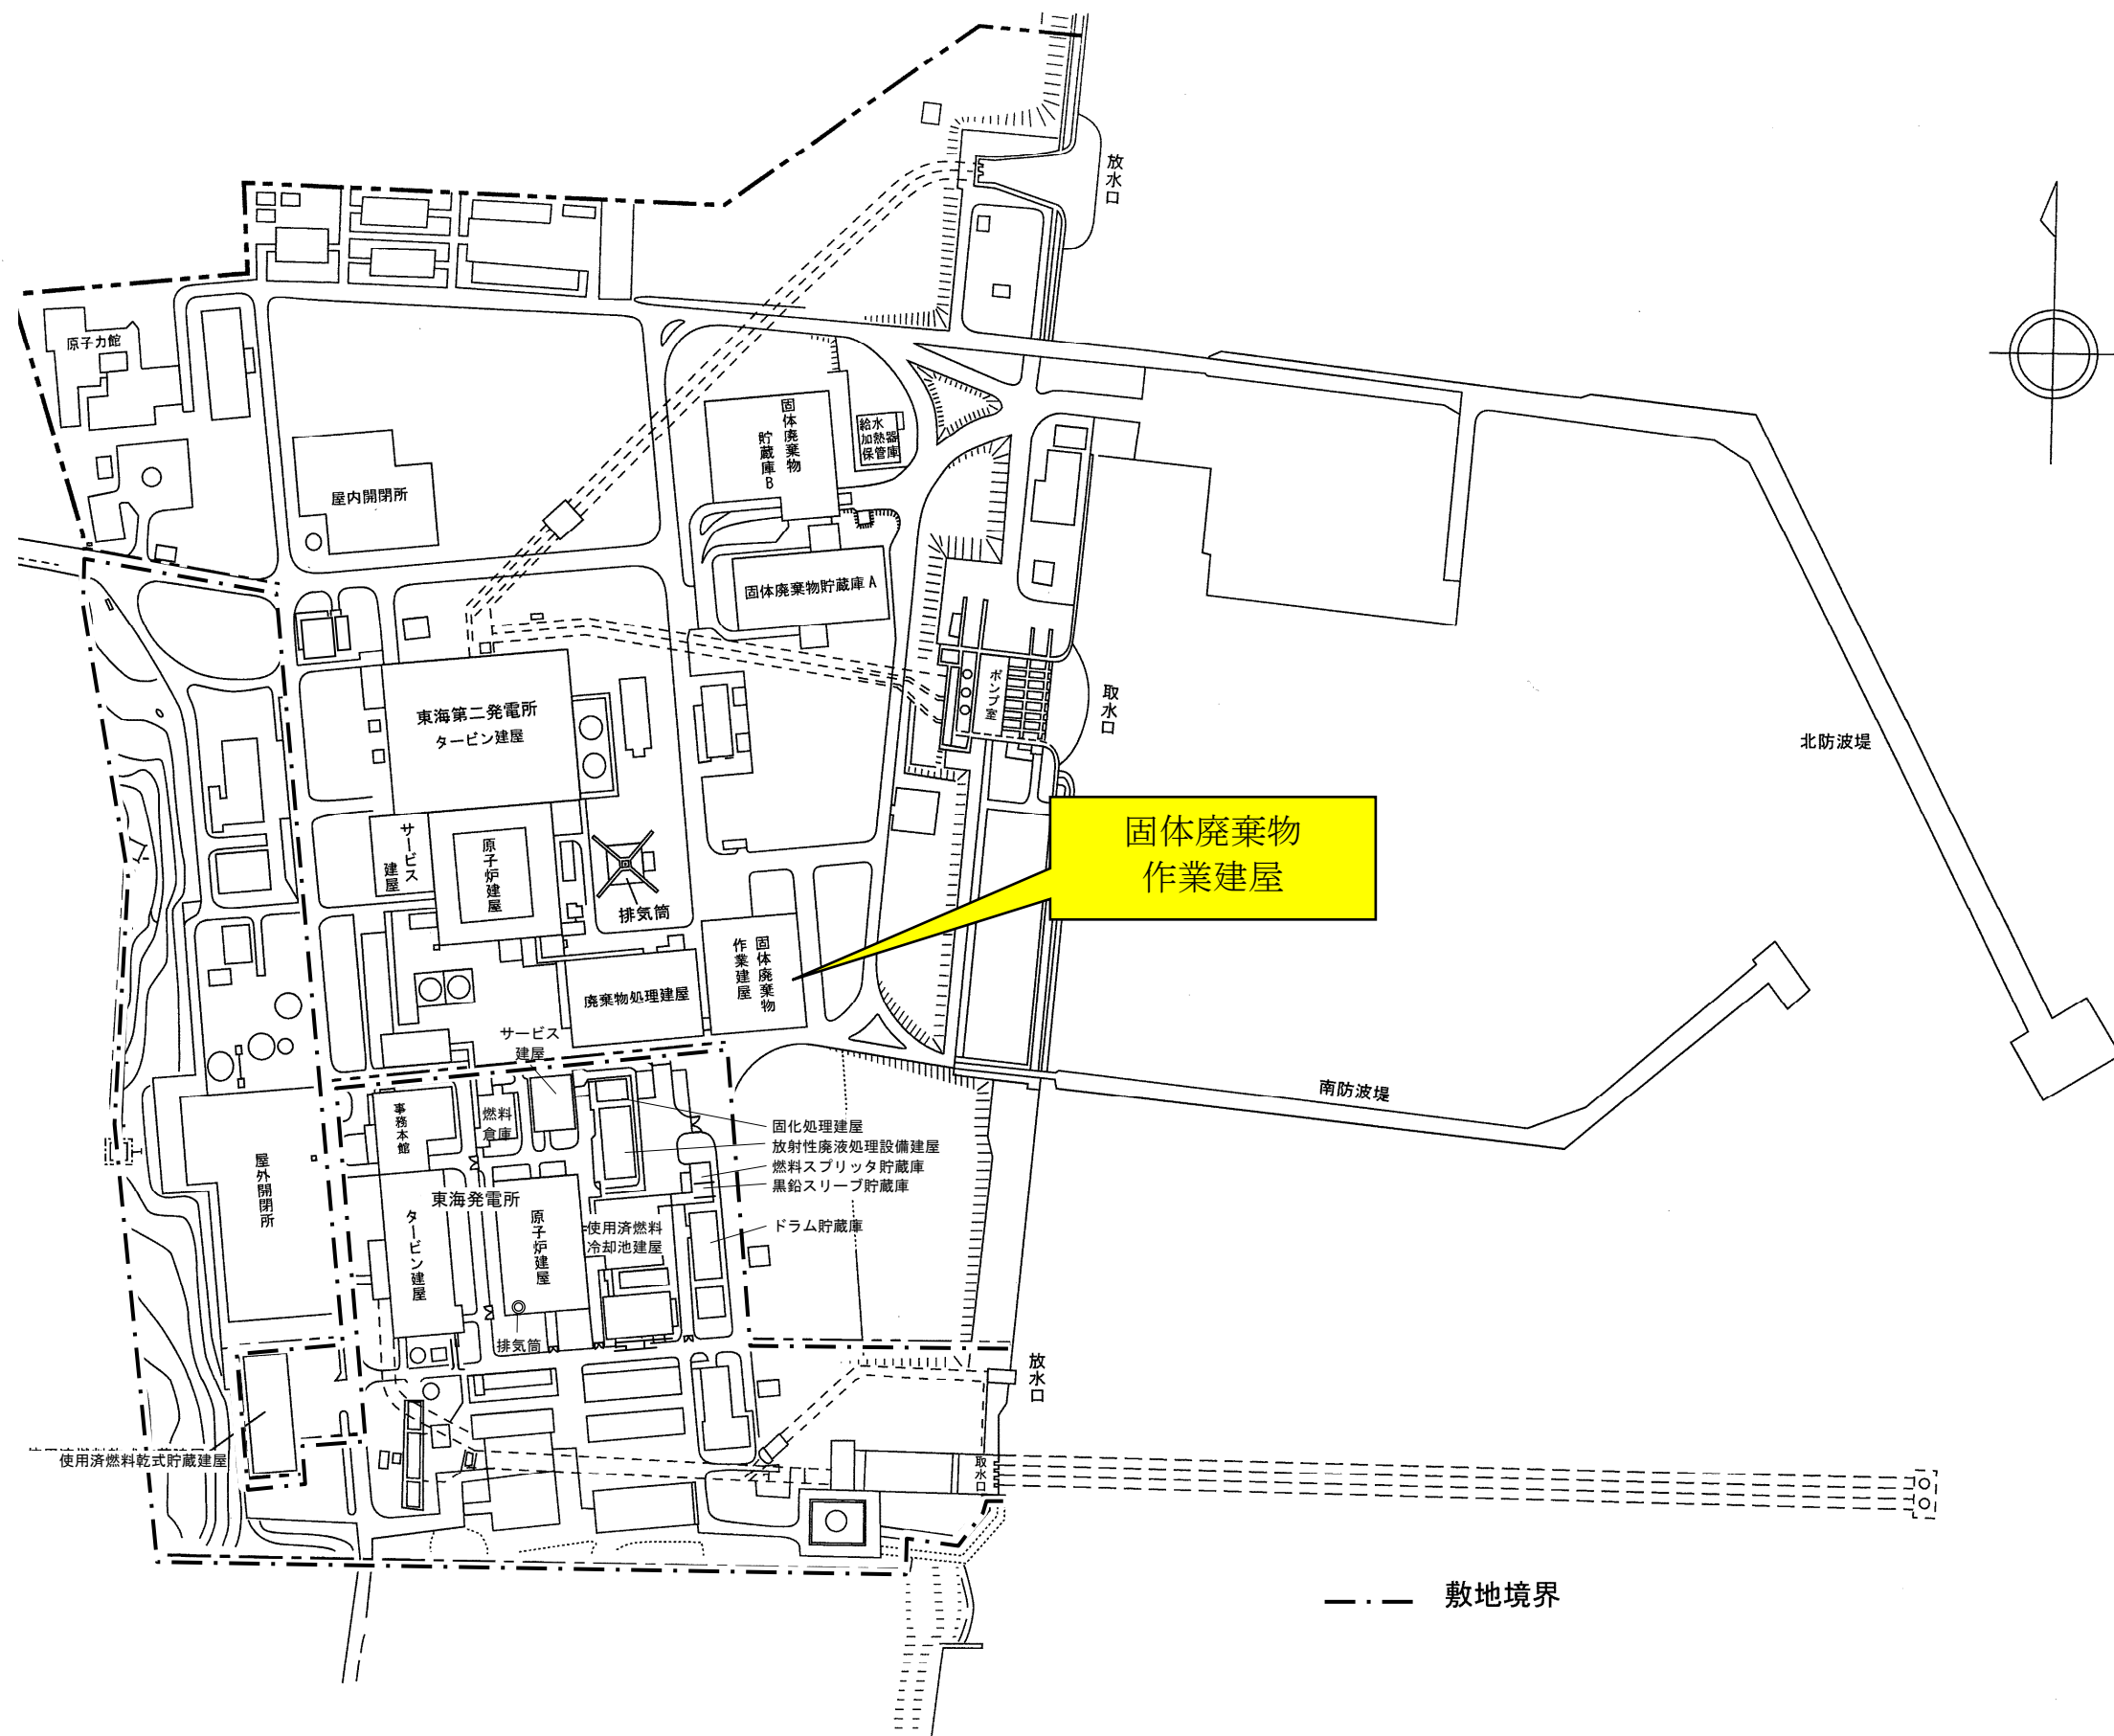 放水口
原子力館
固体廃棄物
貯蔵庫B
給水
加熱器
保管庫
屋内開閉所
固体廃棄物貯蔵庫A
ポンプ室
取水口
東海第二発電所
タービン建屋
北防波堤
サービス
建屋
原子炉建屋
排気筒
固体廃棄物
作業建屋
固体廃棄物
作業建屋
廃棄物処理建屋
サービス
建屋
南防波堤
事務本館
燃料
倉庫
固化処理建屋
放射性廃液処理設備建屋
燃料スプリッタ貯蔵庫
黒鉛スリーブ貯蔵庫
屋外開閉所
東海発電所
タービン建屋
原子炉建屋
使用済燃料
冷却池建屋
ドラム貯蔵庫
排気筒
放水口
使用済燃料乾式貯蔵建屋
取水口
敷地境界